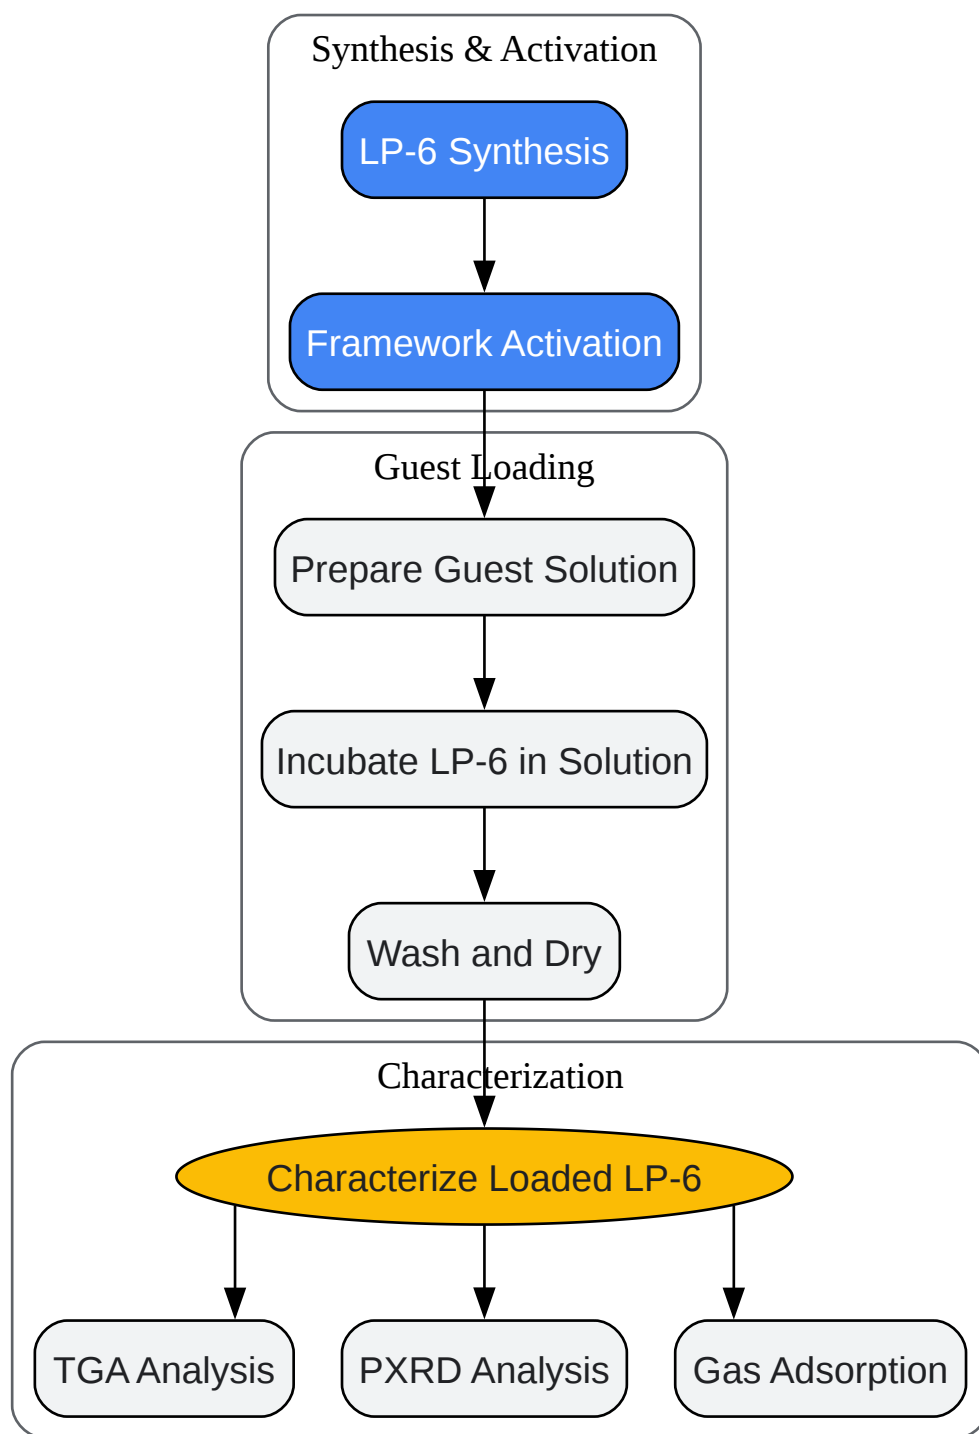 Synthesis & Activation
LP-6 Synthesis
Framework Activation
Guest Loading
Prepare Guest Solution
Incubate LP-6 in Solution
Wash and Dry
Characterization
Characterize Loaded LP-6
TGA Analysis
PXRD Analysis
Gas Adsorption